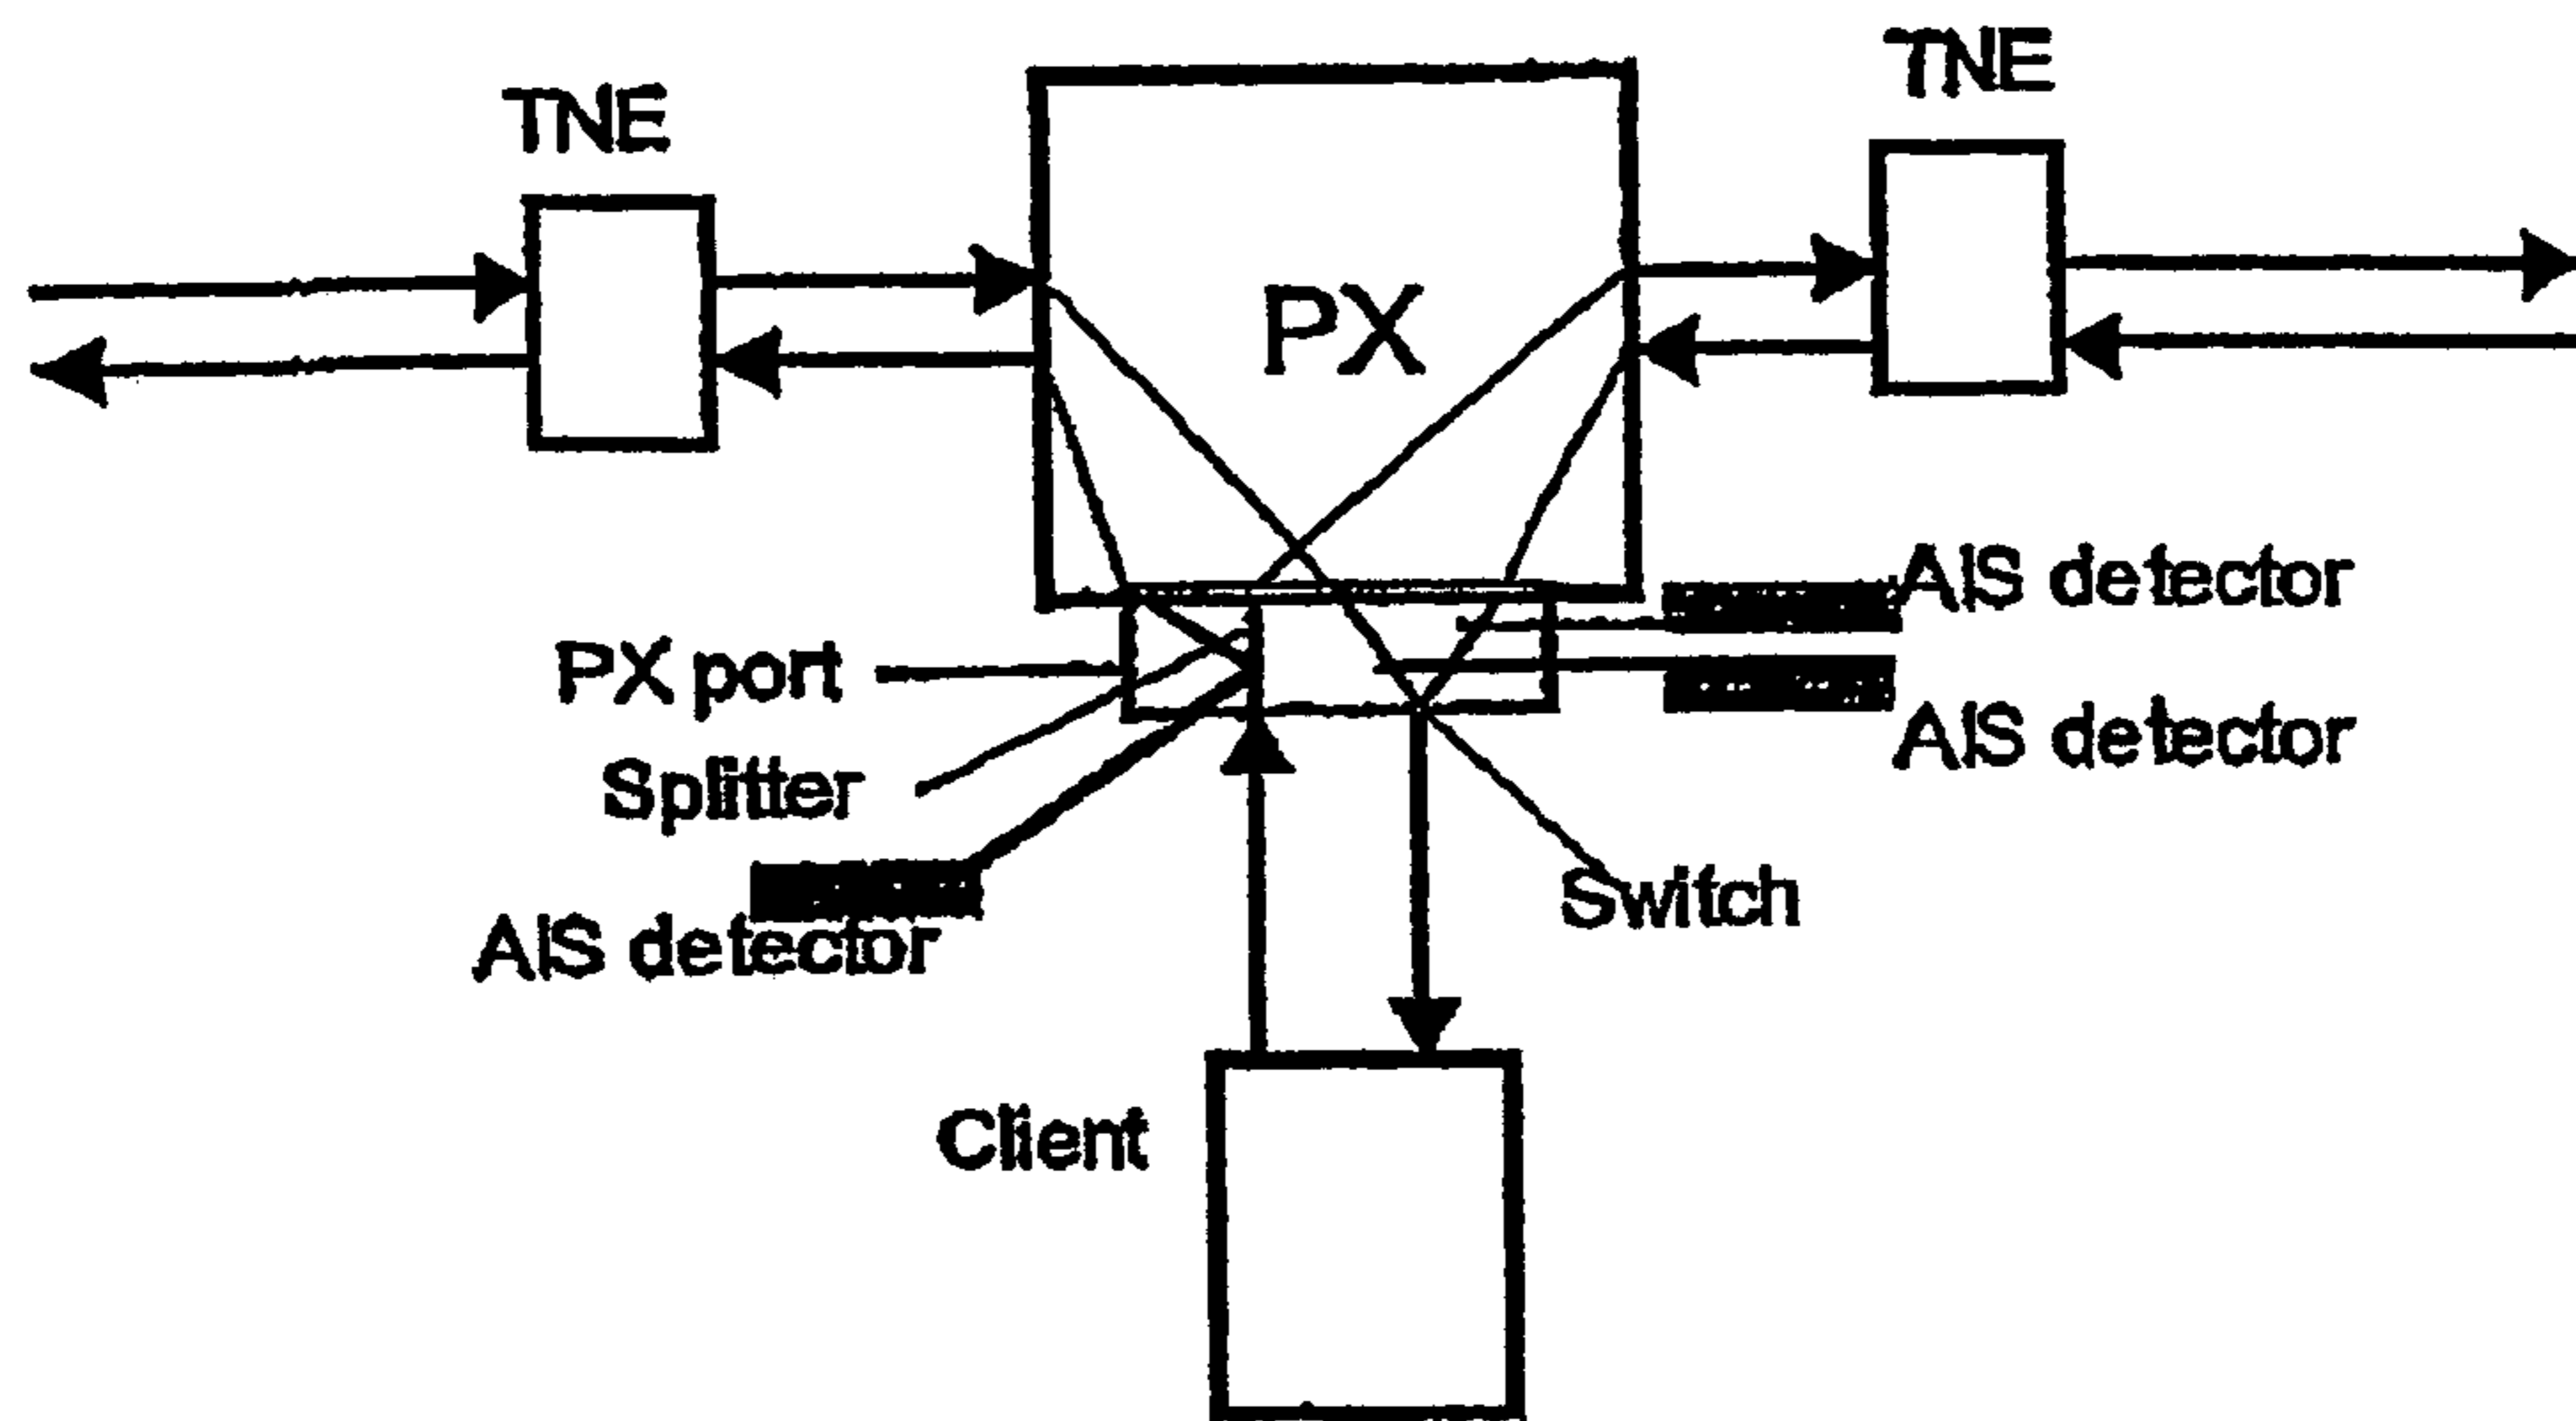 TNE
TNE
PX
AIS detector
PX port
AIS detector
Splitter
Switch
AIS detector
Client